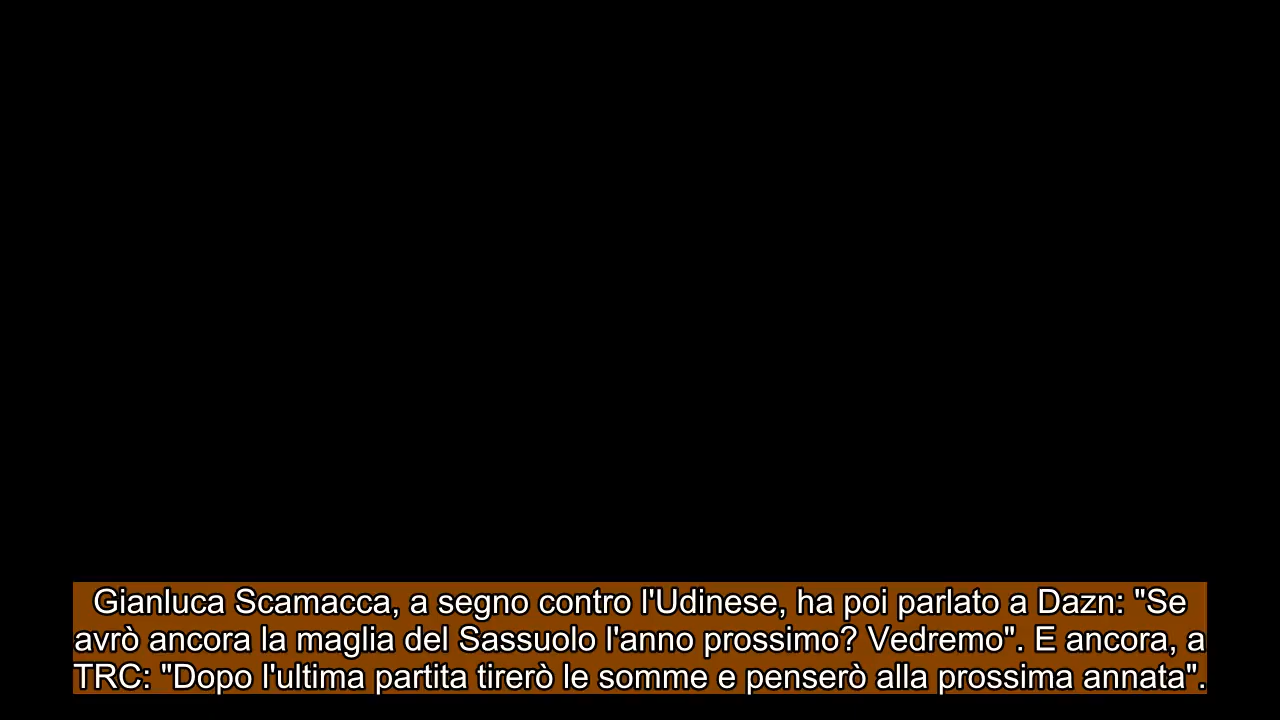 Gianluca Scamacca, a segno contro l'Udinese, ha poi parlato a Dazn: "Se
avrò ancora la maglia del Sassuolo l'anno prossimo? Vedremo". E ancora, a
TRC: "Dopo l'ultima partita tirerò le somme e penserò alla prossima annata".